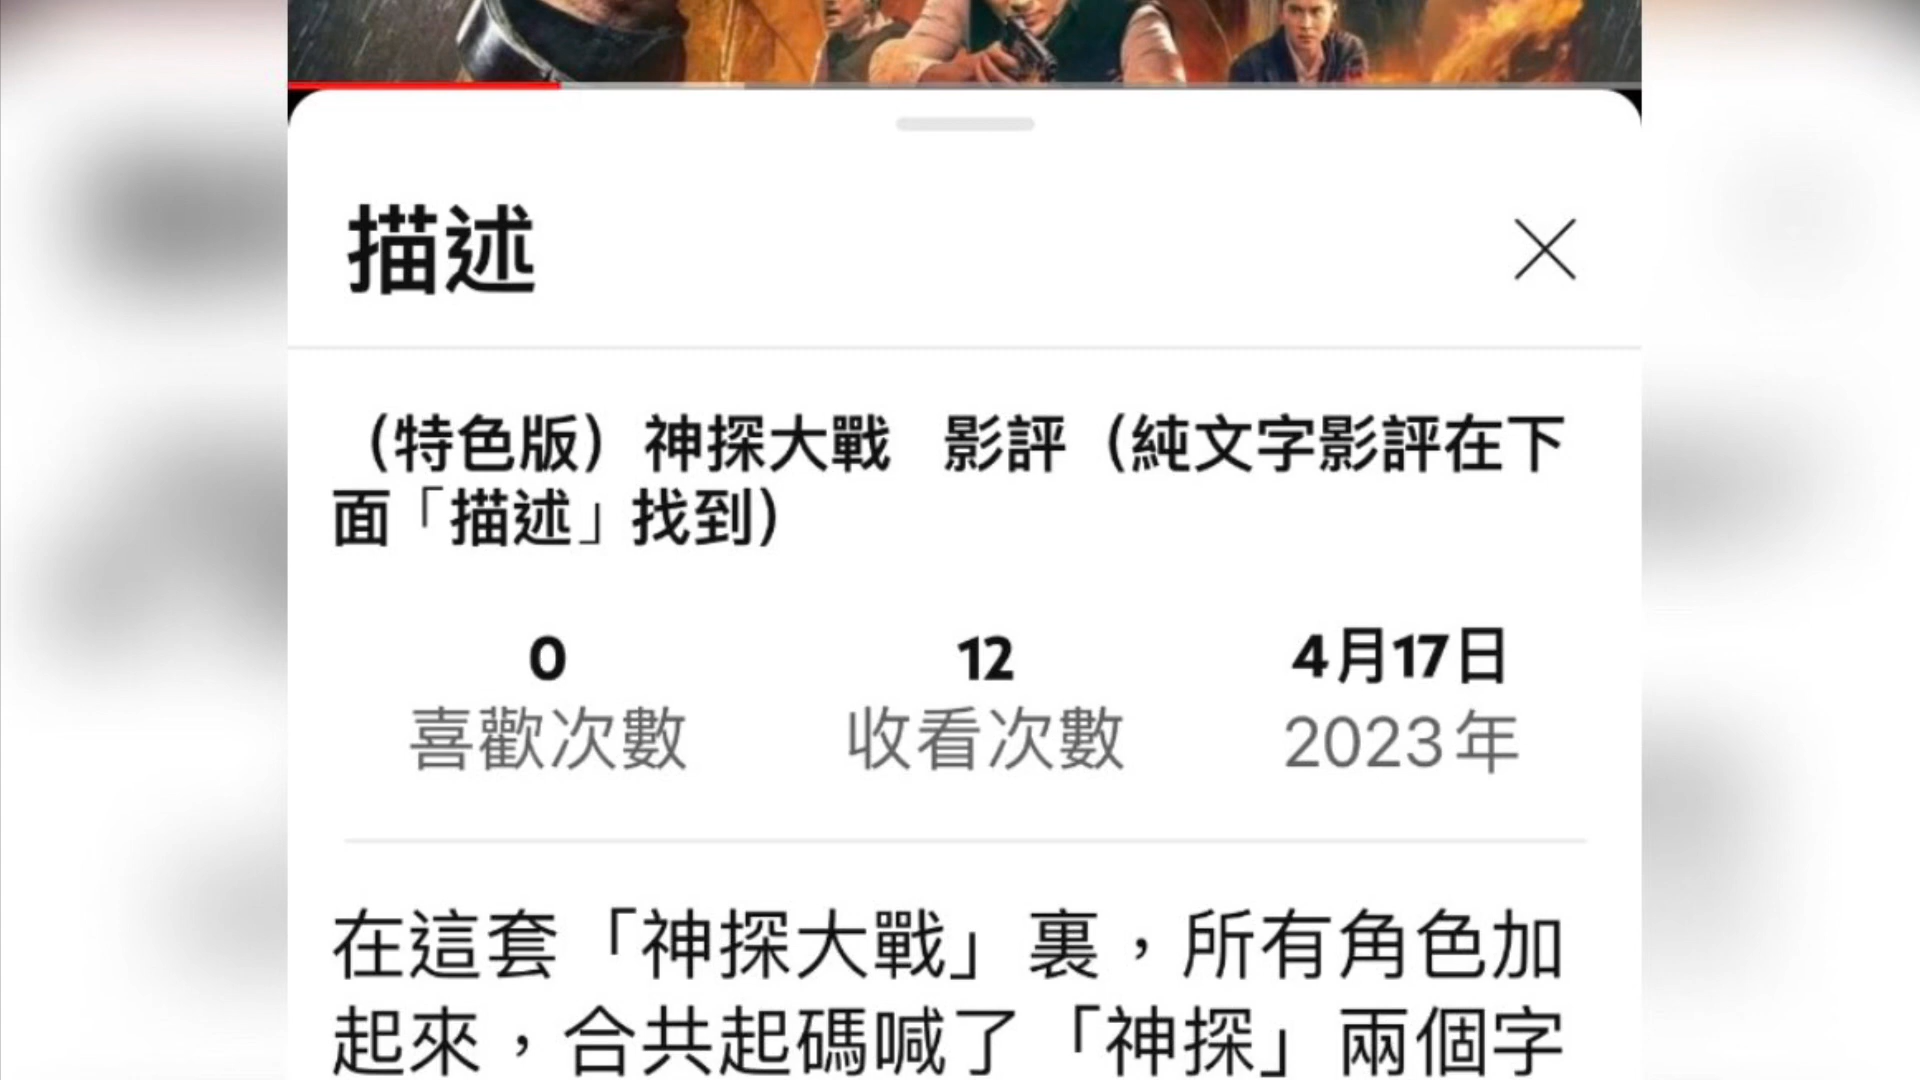 描述
（特色版）神探大戰 影評（純文字影評在下
面「描述」找到）
0 12 4月17日
喜歡次數 收看次數 2023年
在這套「神探大戰」裏，所有角色加
起來，合共起碼喊了「神探」兩個字